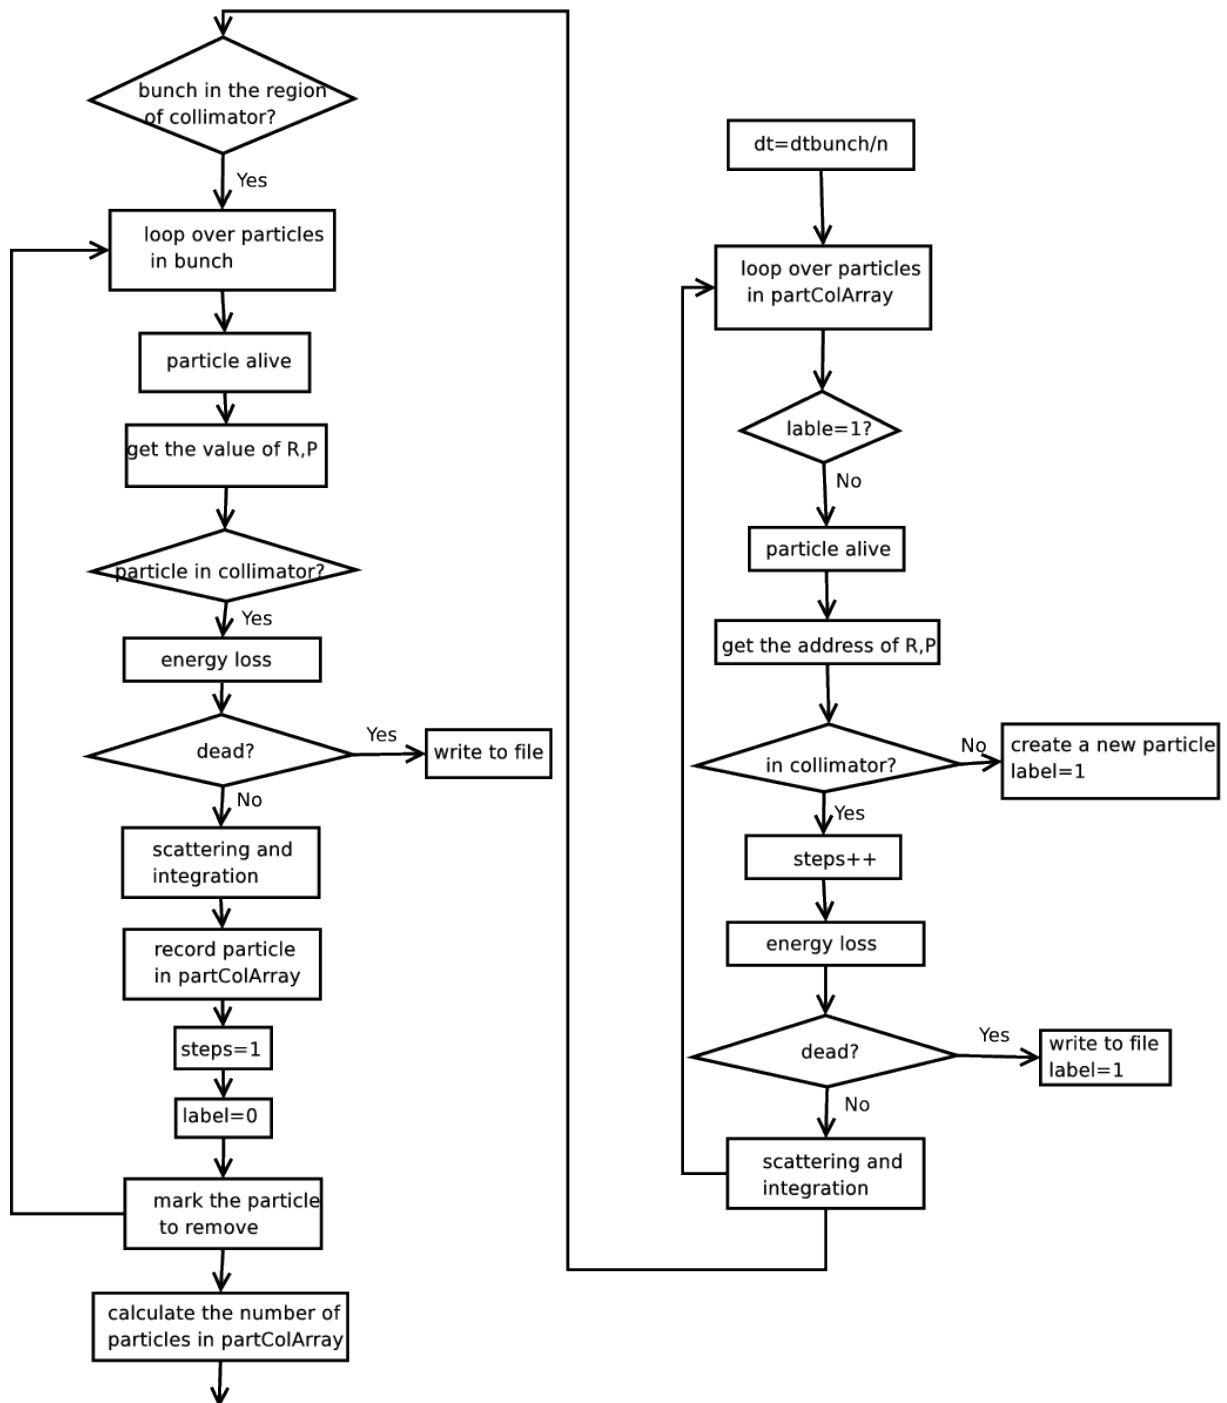 bunch in the region
of collimator?
Yes
loop over particles
in bunch
particle alive
get the value of R,P
particle in collimator?
Yes
energy loss
dead?
Yes
write to file
No
scattering and
integration
record particle
in partColArray
steps=1
label=0
mark the particle
to remove
calculate the number of
particles in partColArray
dt=dtbunch/n
loop over particles
in partColArray
lable=1?
No
particle alive
get the address of R,P
in collimator?
No
create a new particle
label=1
Yes
steps++
energy loss
dead?
Yes
write to file
label=1
No
scattering and
integration